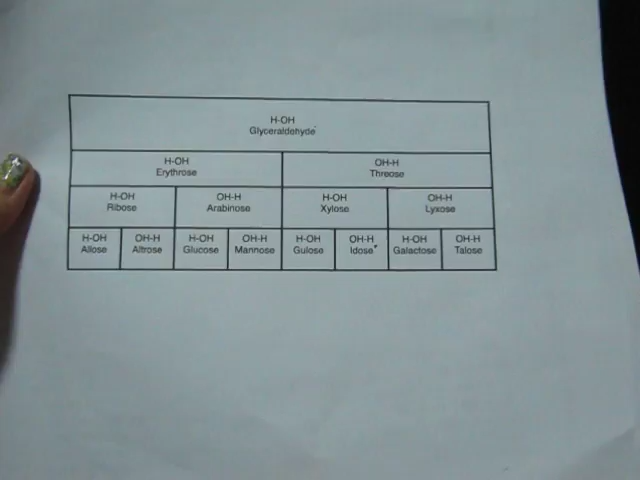 H-OH
Glyceraldehyde
H-OH
Erythrose
OH-H
Threose
H-OH
Ribose
OH-H
Arabinose
H-OH
Xylose
OH-H
Lyxose
H-OH
Allose
OH-H
Altrose
H-OH
Glucose
OH-H
Mannose
H-OH
Gulose
OH-H
Idose
H-OH
Galactose
OH-H
Talose